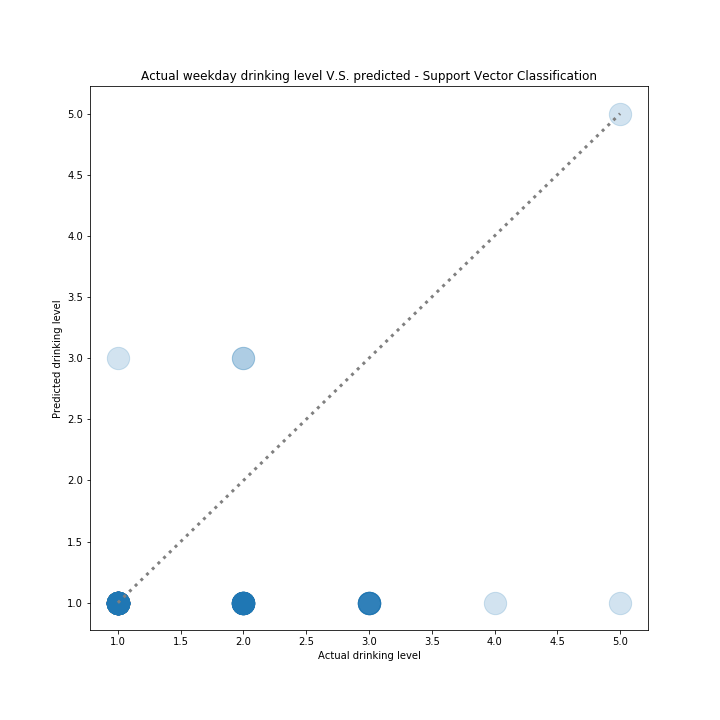 Actual weekday drinking level V.S. predicted - Support Vector Classification
5.0
4.5
4.0
3.5
3.0
2.5
2.0
1.5
1.0
Predicted drinking level
1.0 1.5 2.0 2.5 3.0 3.5 4.0 4.5 5.0
Actual drinking level